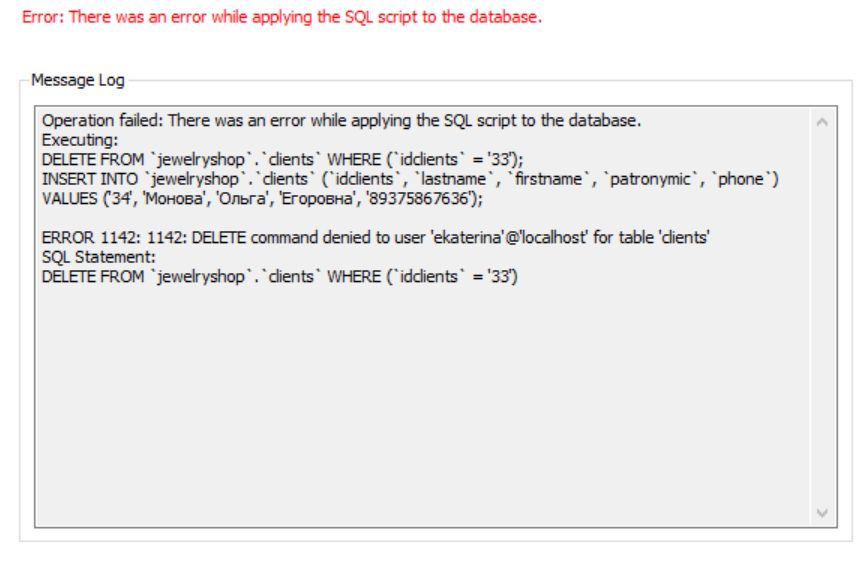 Error: There was an error while applying the SQL script to the database.
Message Log
Operation failed: There was an error while applying the SQL script to the database.
Executing:
DELETE FROM `jewelryshop`.`clients` WHERE (`idclients` = '33');
INSERT INTO `jewelryshop`.`clients` (`idclients`, `lastname`, `firstname`, `patronymic`, `phone`)
VALUES ('34', 'Монова', 'Ольга', 'Егоровна', '89375867636');
ERROR 1142: 1142: DELETE command denied to user 'ekaterina'@'localhost' for table 'clients'
SQL Statement:
DELETE FROM `jewelryshop`.`clients` WHERE (`idclients` = '33')